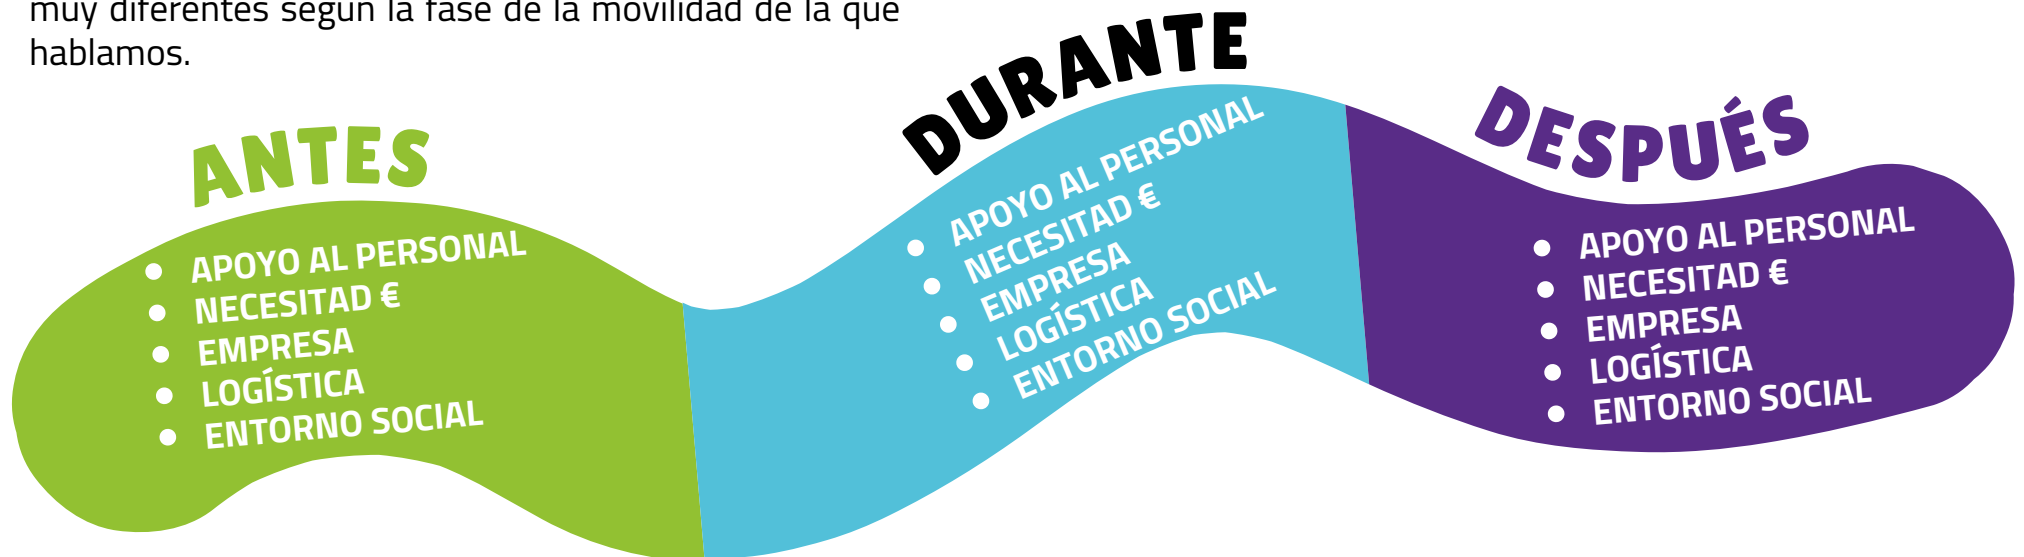 muy diferentes según la fase de la movilidad de la que
hablamos.
ANTES
APOYO AL PERSONAL
NECESITAD €
EMPRESA
LOGÍSTICA
ENTORNO SOCIAL
DURANTE
APOYO AL PERSONAL
NECESITAD €
EMPRESA
LOGÍSTICA
ENTORNO SOCIAL
DESPUÉS
APOYO AL PERSONAL
NECESITAD €
EMPRESA
LOGÍSTICA
ENTORNO SOCIAL